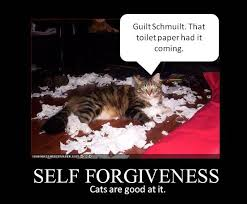 Guilt Schmuilt. That
toilet paper had it
coming.
SELF FORGIVENESS
Cats are good at it.